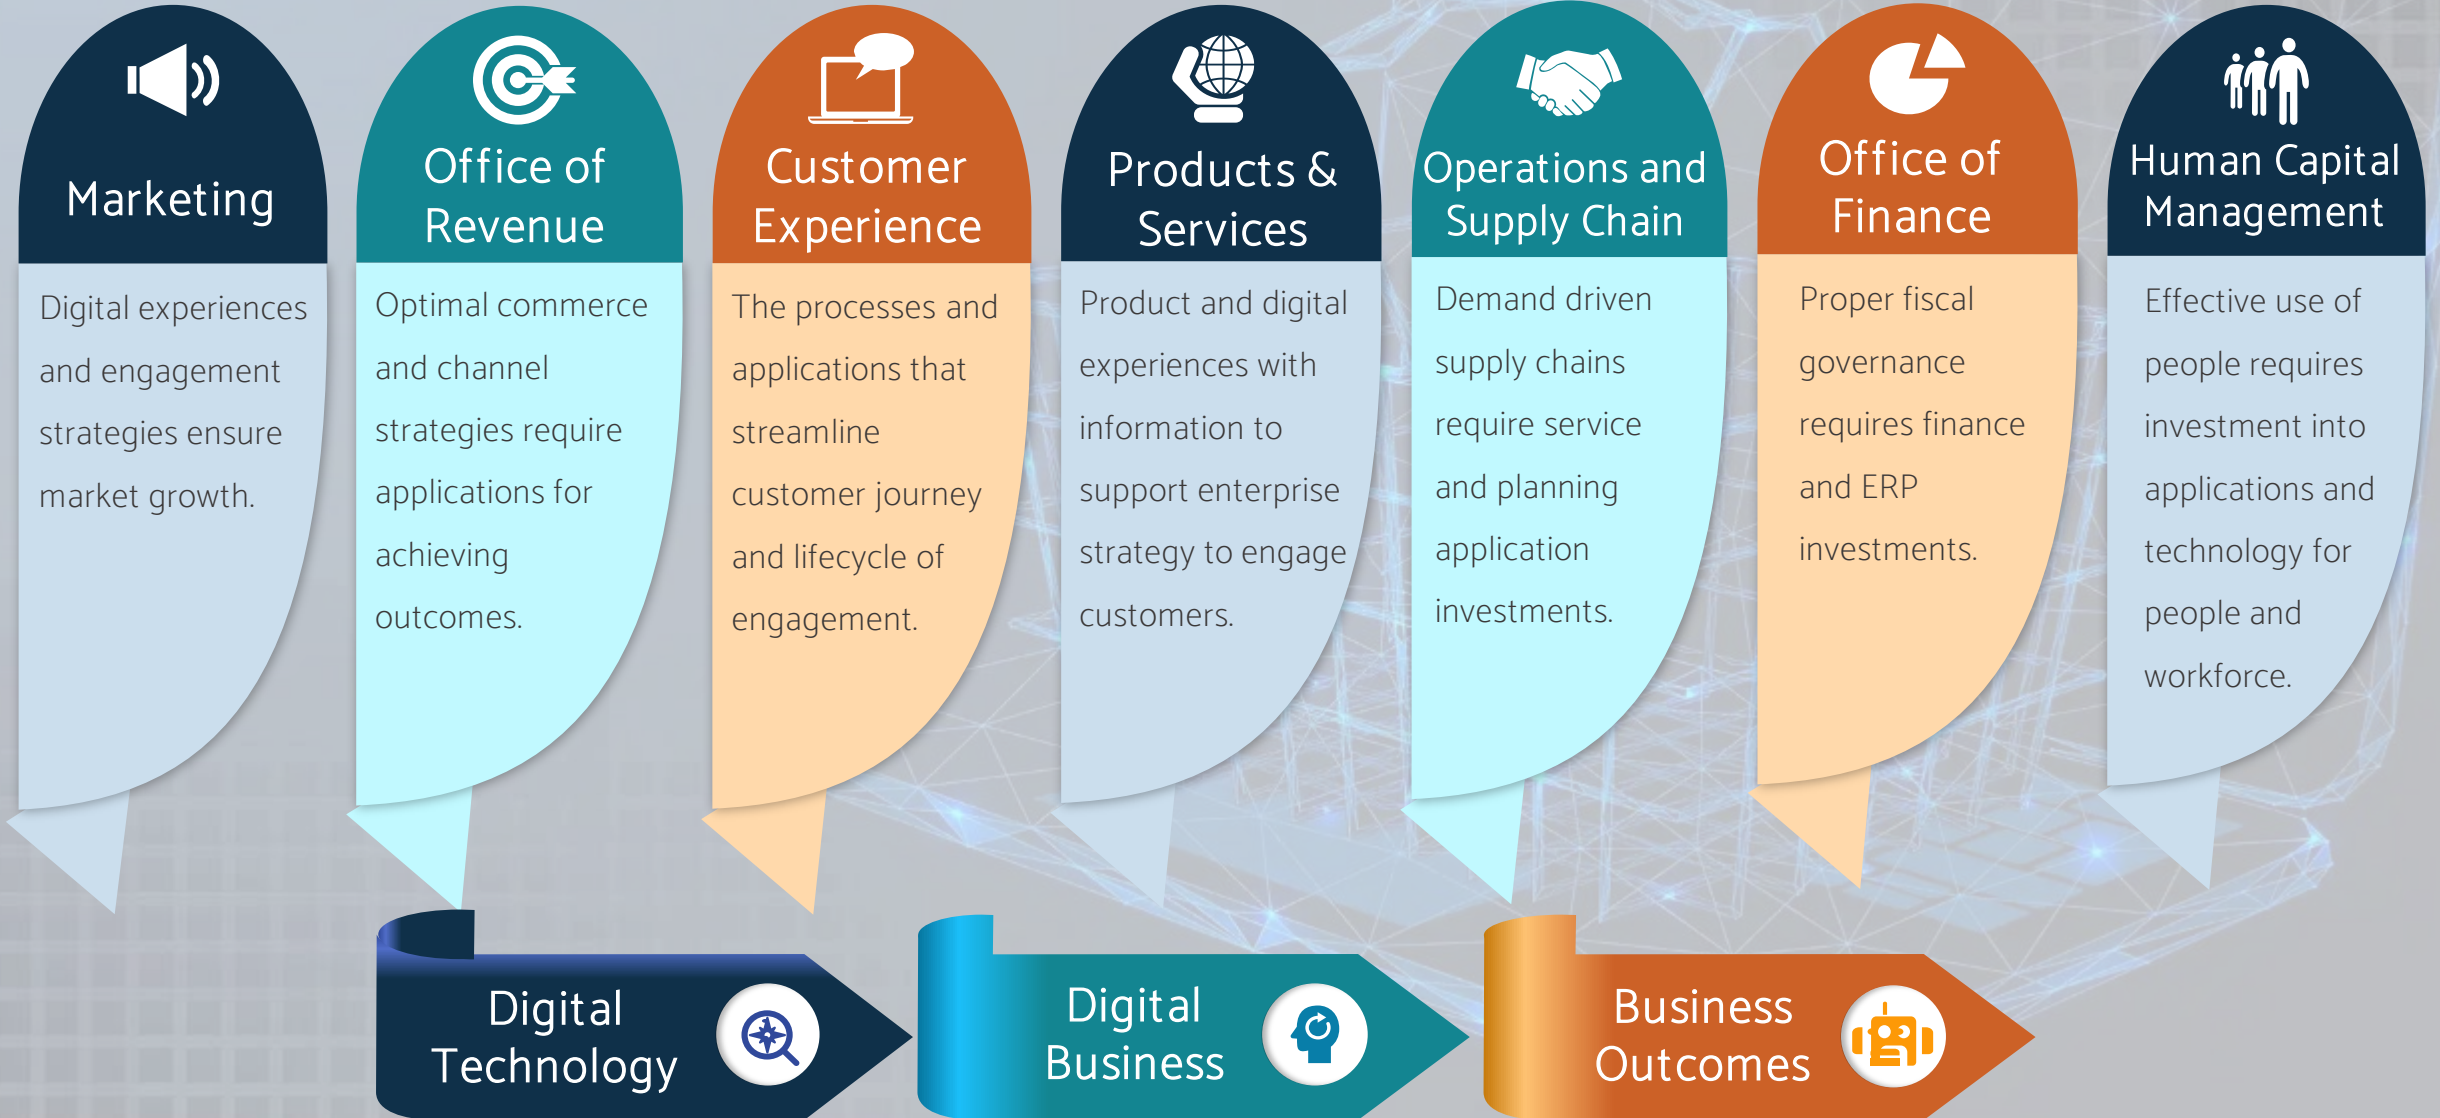 Marketing
Digital experiences
and engagement
strategies ensure
market growth.
Office of
Revenue
Optimal commerce
and channel
strategies require
applications for
achieving
outcomes.
Customer
Experience
The processes and
applications that
streamline
customer journey
and lifecycle of
engagement.
Products &
Services
Product and digital
experiences with
information to
support enterprise
strategy to engage
customers.
Operations and
Supply Chain
Demand driven
supply chains
require service
and planning
application
investments.
Office of
Finance
Proper fiscal
governance
requires finance
and ERP
investments.
Human Capital
Management
Effective use of
people requires
investment into
applications and
technology for
people and
workforce.
Digital
Technology
Digital
Business
Business
Outcomes